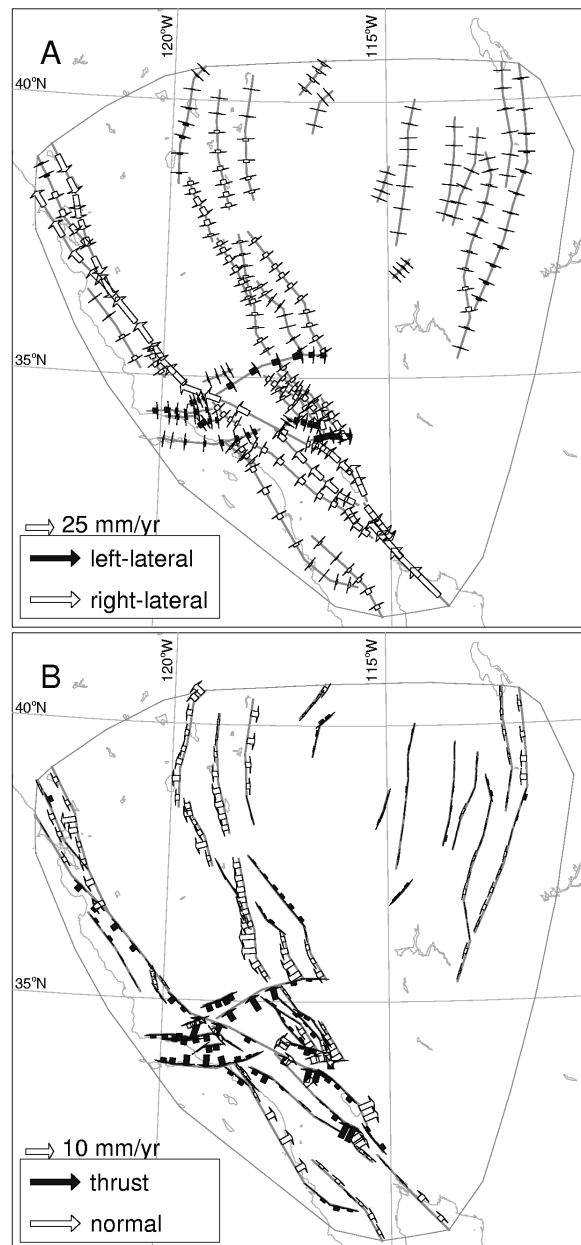 A
120°W
115°W
40°N
35°N
25 mm/yr
left-lateral
right-lateral
B
120°W
115°W
40°N
35°N
10 mm/yr
thrust
normal